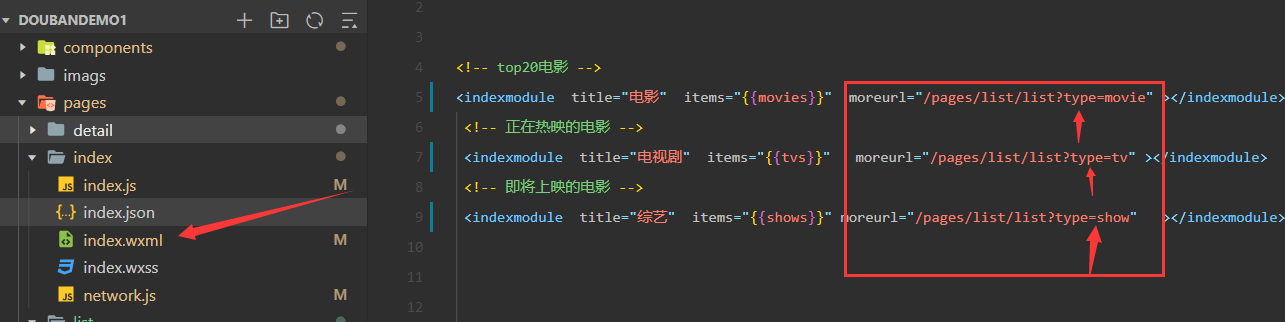 DOUBANDEMO1
components
imags
pages
detail
index
index.js M
index.json
index.wxml M
index.wxss
network.js M
list
2
3
4 <!-- top20电影 -->
5 <indexmodule title="电影" items="{{movies}}" moreurl="/pages/list/list?type=movie" ></indexmodule>
6 <!-- 正在热映的电影 -->
7 <indexmodule title="电视剧" items="{{tvs}}" moreurl="/pages/list/list?type=tv" ></indexmodule>
8 <!-- 即将上映的电影 -->
9 <indexmodule title="综艺" items="{{shows}}" moreurl="/pages/list/list?type=show" ></indexmodule>
10
11
12